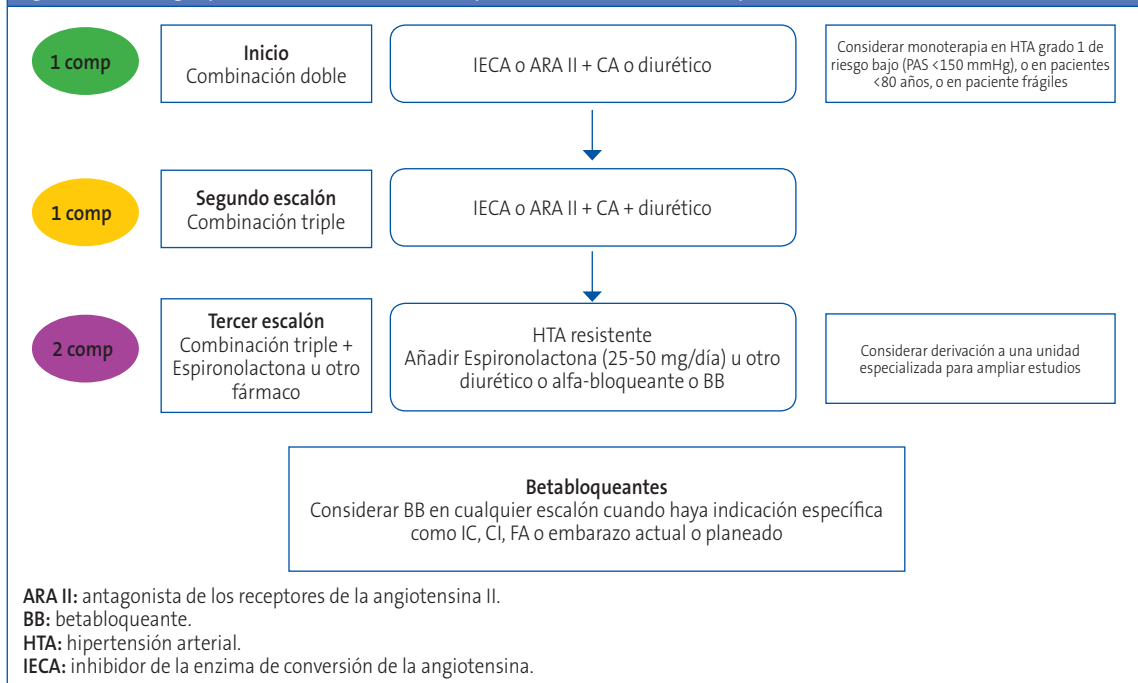 1 comp
Inicio
Combinación doble
IECA o ARA II + CA o diurético
Considerar monoterapia en HTA grado 1 de
riesgo bajo (PAS <150 mmHg), o en pacientes
<80 años, o en paciente frágiles
1 comp
Segundo escalón
Combinación triple
IECA o ARA II + CA + diurético
2 comp
Tercer escalón
Combinación triple +
Espironolactona u otro
fármaco
HTA resistente
Añadir Espironolactona (25-50 mg/día) u otro
diurético o alfa-bloqueante o BB
Considerar derivación a una unidad
especializada para ampliar estudios
Betabloqueantes
Considerar BB en cualquier escalón cuando haya indicación específica
como IC, CI, FA o embarazo actual o planeado
ARA II: antagonista de los receptores de la angiotensina II.
BB: betabloqueante.
HTA: hipertensión arterial.
IECA: inhibidor de la enzima de conversión de la angiotensina.